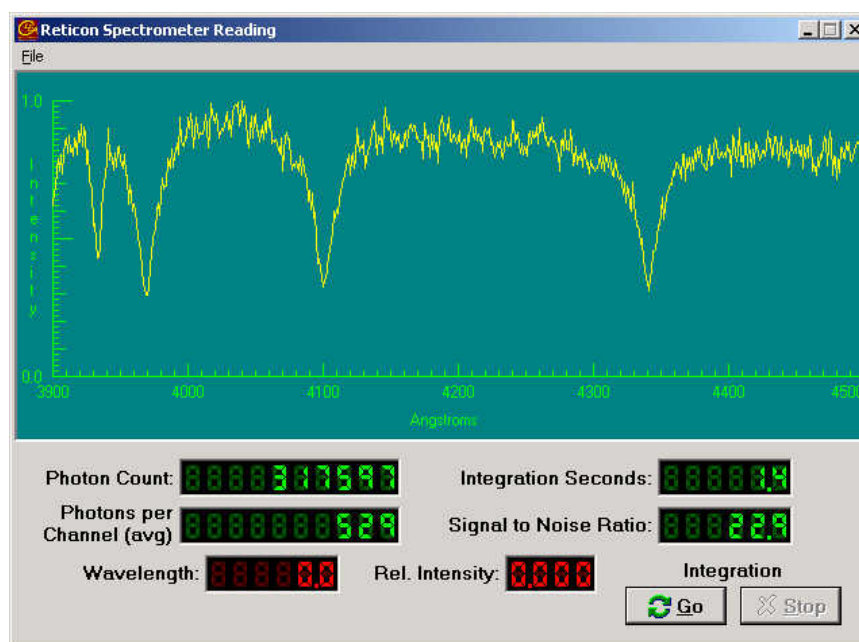 Reticon Spectrometer Reading
File
1.0
Intensity
0.0
3900 4000 4100 4200 4300 4400 4500
Angstroms
Photon Count: 317597 Integration Seconds: 1.4
Photons per
Channel (avg) 529 Signal to Noise Ratio: 22.9
Wavelength: 0.0 Rel. Intensity: 0.000 Integration
Go Stop